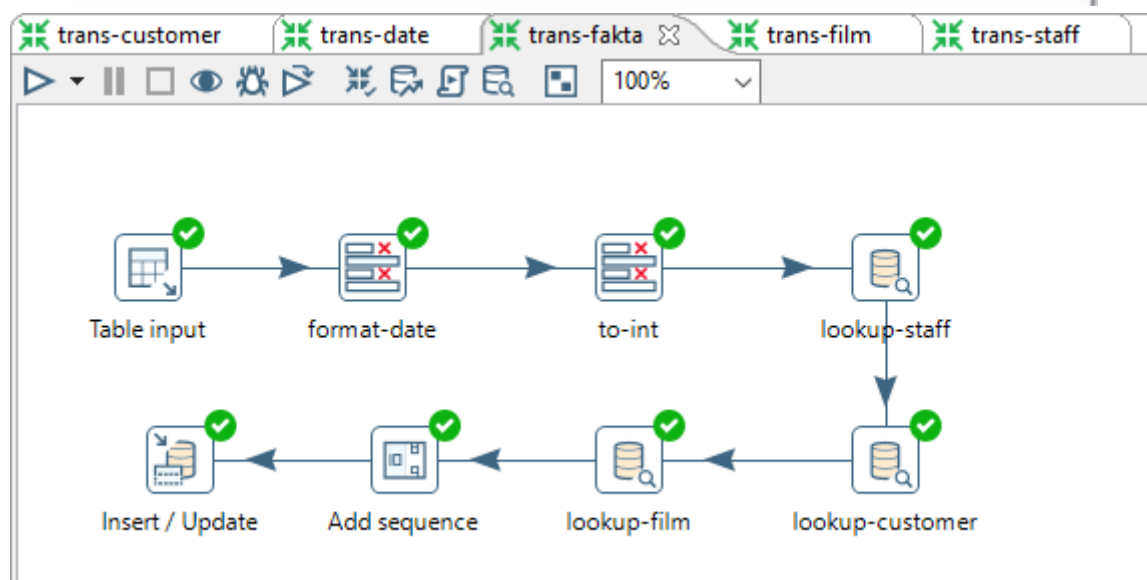 trans-customer trans-date trans-fakta trans-film trans-staff
100%
Table input format-date to-int lookup-staff
Insert / Update Add sequence lookup-film lookup-customer